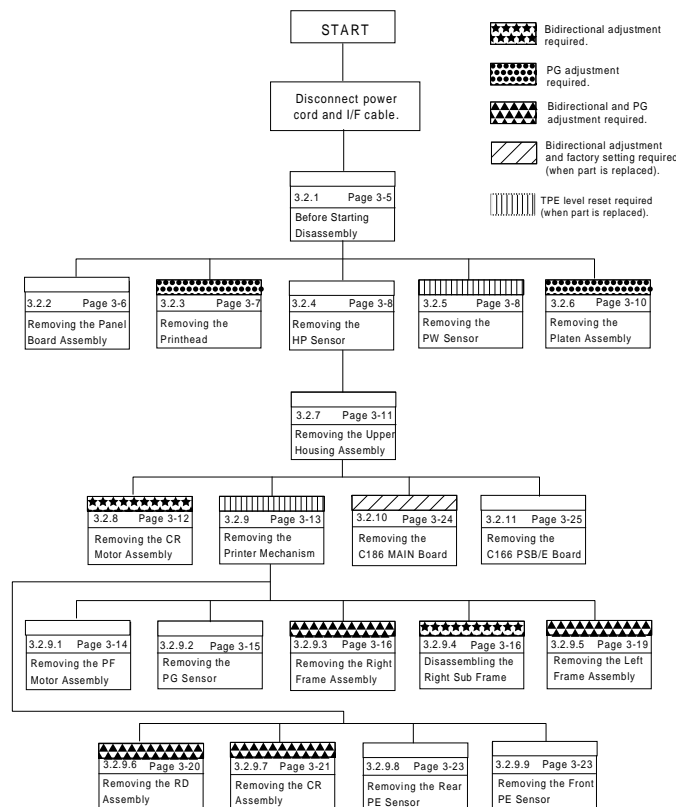 START
Bidirectional adjustment
required.
PG adjustment
required.
Disconnect power
cord and I/F cable.
Bidirectional and PG
adjustment required.
Bidirectional adjustment
and factory setting required
(when part is replaced).
TPE level reset required
(when part is replaced).
3.2.1 Page 3-5
Before Starting
Disassembly
3.2.2 Page 3-6
Removing the Panel
Board Assembly
3.2.3 Page 3-7
Removing the
Printhead
3.2.4 Page 3-8
Removing the
HP Sensor
3.2.5 Page 3-8
Removing the
PW Sensor
3.2.6 Page 3-10
Removing the
Platen Assembly
3.2.7 Page 3-11
Removing the Upper
Housing Assembly
3.2.8 Page 3-12
Removing the CR
Motor Assembly
3.2.9 Page 3-13
Removing the
Printer Mechanism
3.2.10 Page 3-24
Removing the
C186 MAIN Board
3.2.11 Page 3-25
Removing the
C166 PSB/E Board
3.2.9.1 Page 3-14
Removing the PF
Motor Assembly
3.2.9.2 Page 3-15
Removing the
PG Sensor
3.2.9.3 Page 3-16
Removing the Right
Frame Assembly
3.2.9.4 Page 3-16
Disassembling the
Right Sub Frame
3.2.9.5 Page 3-19
Removing the Left
Frame Assembly
3.2.9.6 Page 3-20
Removing the RD
Assembly
3.2.9.7 Page 3-21
Removing the CR
Assembly
3.2.9.8 Page 3-23
Removing the Rear
PE Sensor
3.2.9.9 Page 3-23
Removing the Front
PE Sensor